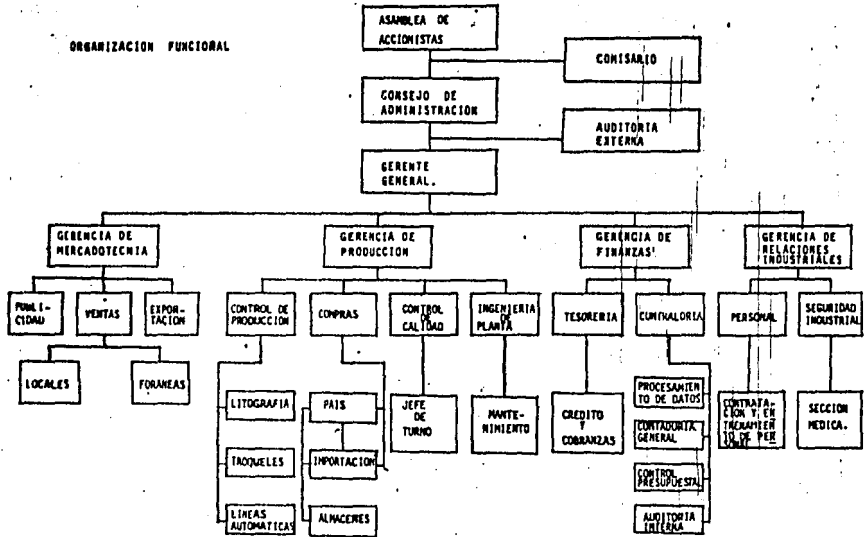 ORGANIZACION FUNCIONAL
ASAMBLEA DE
ACCIONISTAS
COMISARIO
CONSEJO DE
ADMINISTRACION
AUDITORIA
EXTERNA
GERENTE
GENERAL.
GERENCIA DE
MERCADOTECNIA
GERENCIA DE
PRODUCCION
GERENCIA DE
FINANZAS
GERENCIA DE
RELACIONES
INDUSTRIALES
PUBLI-
CIDAD
VENTAS
EXPOR-
TACION
CONTROL DE
PRODUCCION
COMPRAS
CONTROL
DE
CALIDAD
INGENIERIA
DE
PLANTA
TESORERIA
CONTRALORIA
PERSONAL
SEGURIDAD
INDUSTRIAL
LOCALES
FORANEAS
LITOGRAFIA
TROQUELES
LINEAS
AUTOMATICAS
PAIS
IMPORTACION
ALMACENES
JEFE
DE
TURNO
MANTE-
NIMIENTO
CREDITO
Y
COBRANZAS
PROCESAMIEN
TO DE DATOS
CONTADURIA
GENERAL
CONTROL
PRESUPUESTAL
AUDITORIA
INTERNA
CONTRATA-
CION Y EN
TRENAMIEN
TO DE PER
SONAL
SECCION
MEDICA.